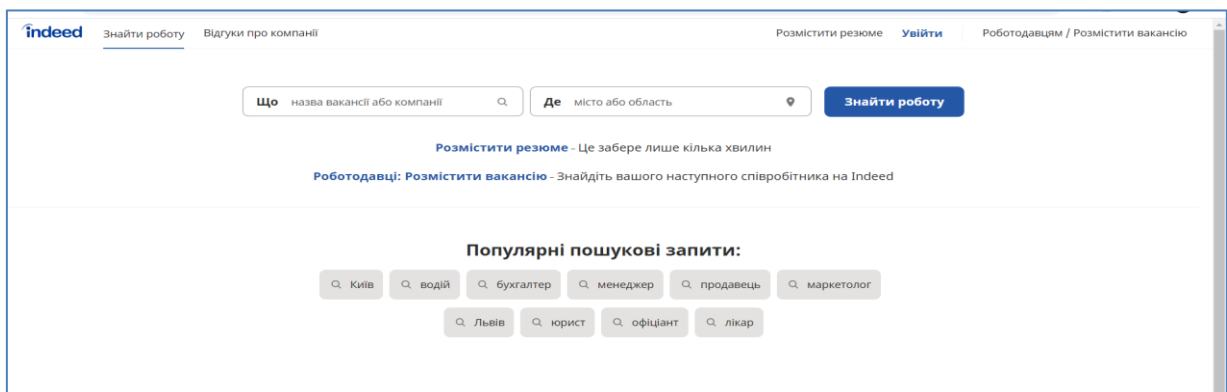 indeed Знайти роботу Відгуки про компанії Розмістити резюме Увійти Роботодавцям / Розмістити вакансію
Що назва вакансії або компанії Де місто або область Знайти роботу
Розмістити резюме - Це забере лише кілька хвилин
Роботодавці: Розмістити вакансію - Знайдіть вашого наступного співробітника на Indeed
Популярні пошукові запити:
Київ водій бухгалтер менеджер продавець маркетолог
Львів юрист офіціант лікар